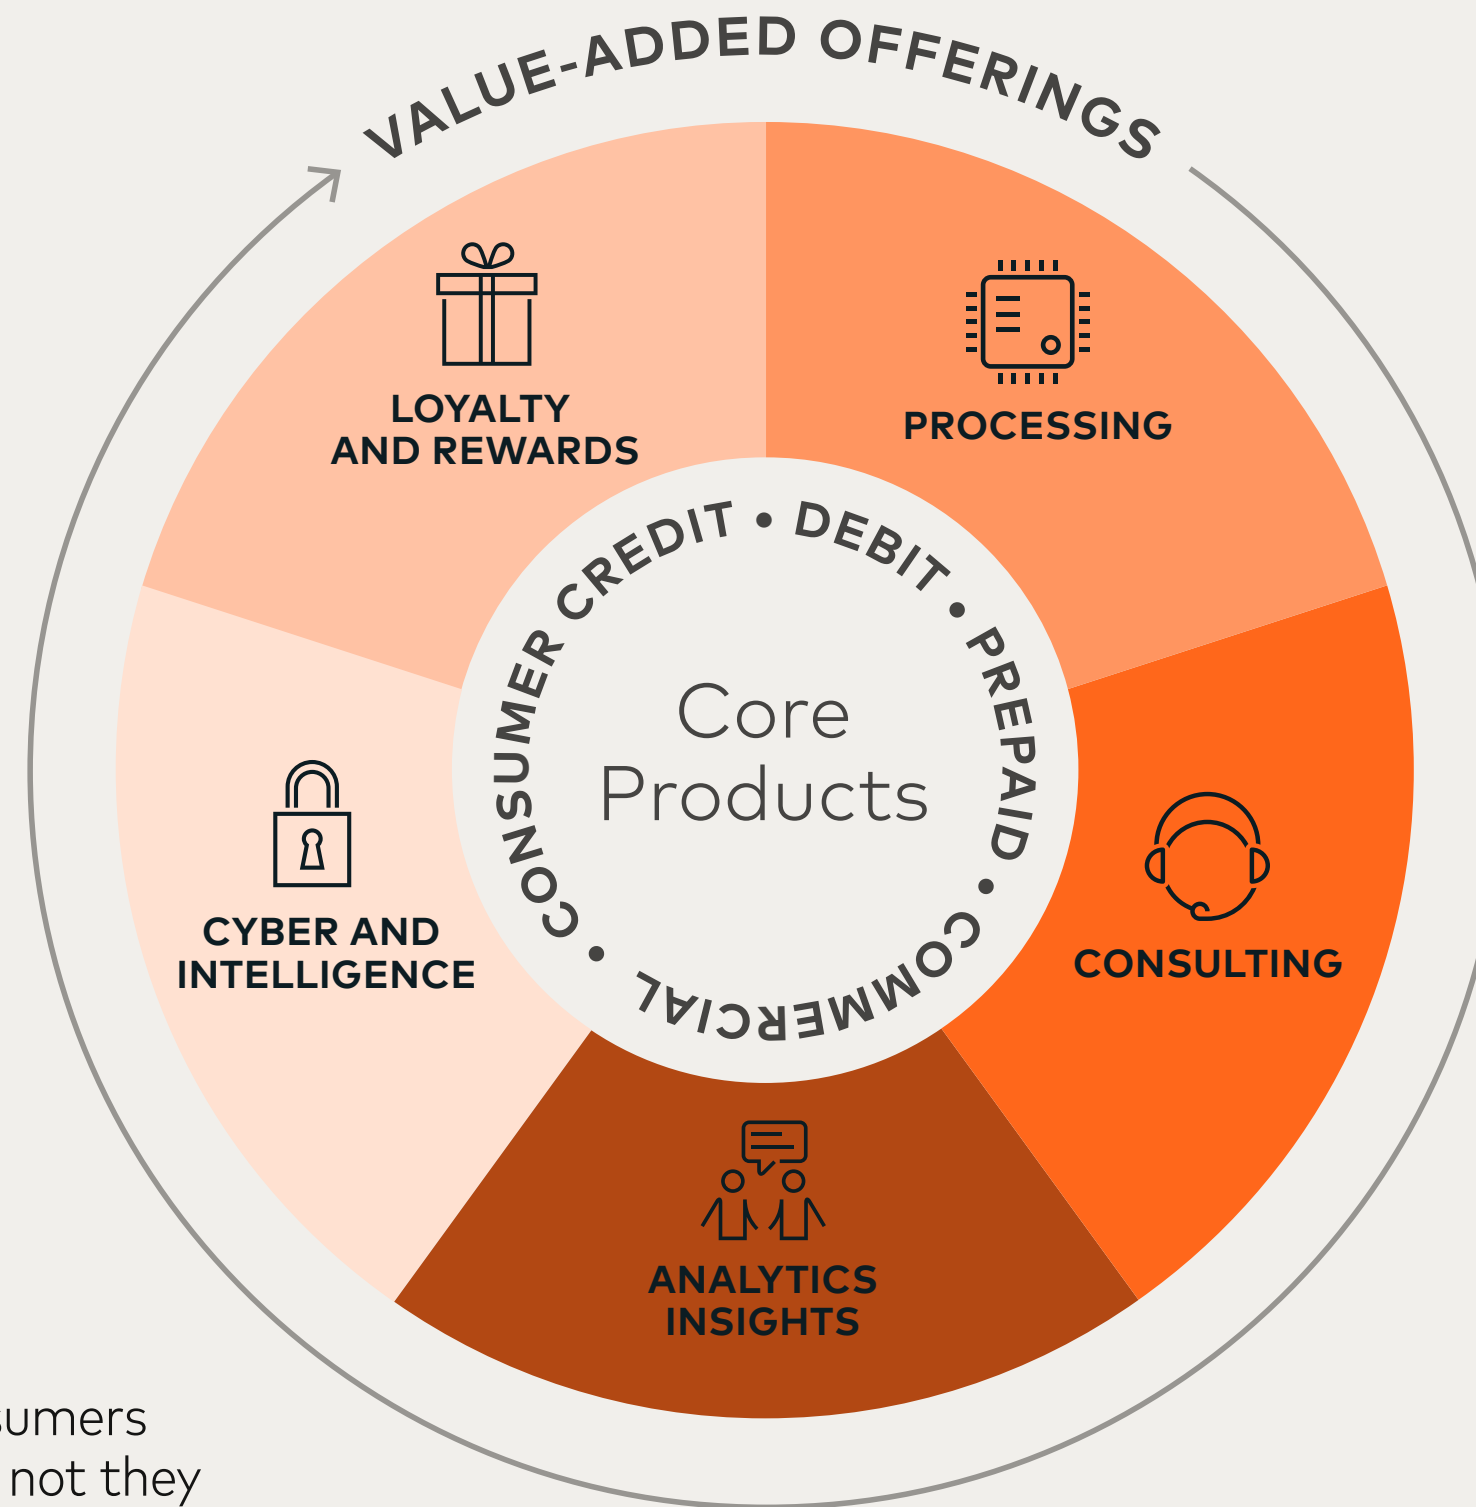 VALUE-ADDED OFFERINGS
LOYALTY
AND REWARDS
PROCESSING
CONSUMER CREDIT • DEBIT • PREPAID • COMMERCIAL •
Core
Products
CYBER AND
INTELLIGENCE
CONSULTING
ANALYTICS
INSIGHTS
not they